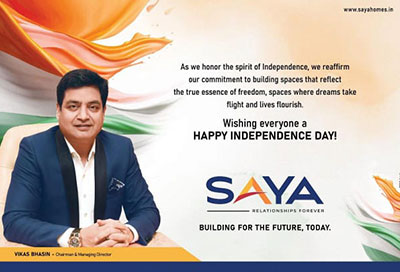 www.sayahomes.in
As we honor the spirit of Independence, we reaffirm
our commitment to building spaces that reflect
the true essence of freedom, spaces where dreams take
flight and lives flourish.
Wishing everyone a
HAPPY INDEPENDENCE DAY!
SAYA
RELATIONSHIPS FOREVER
BUILDING FOR THE FUTURE, TODAY.
VIKAS BHASIN - Chairman & Managing Director